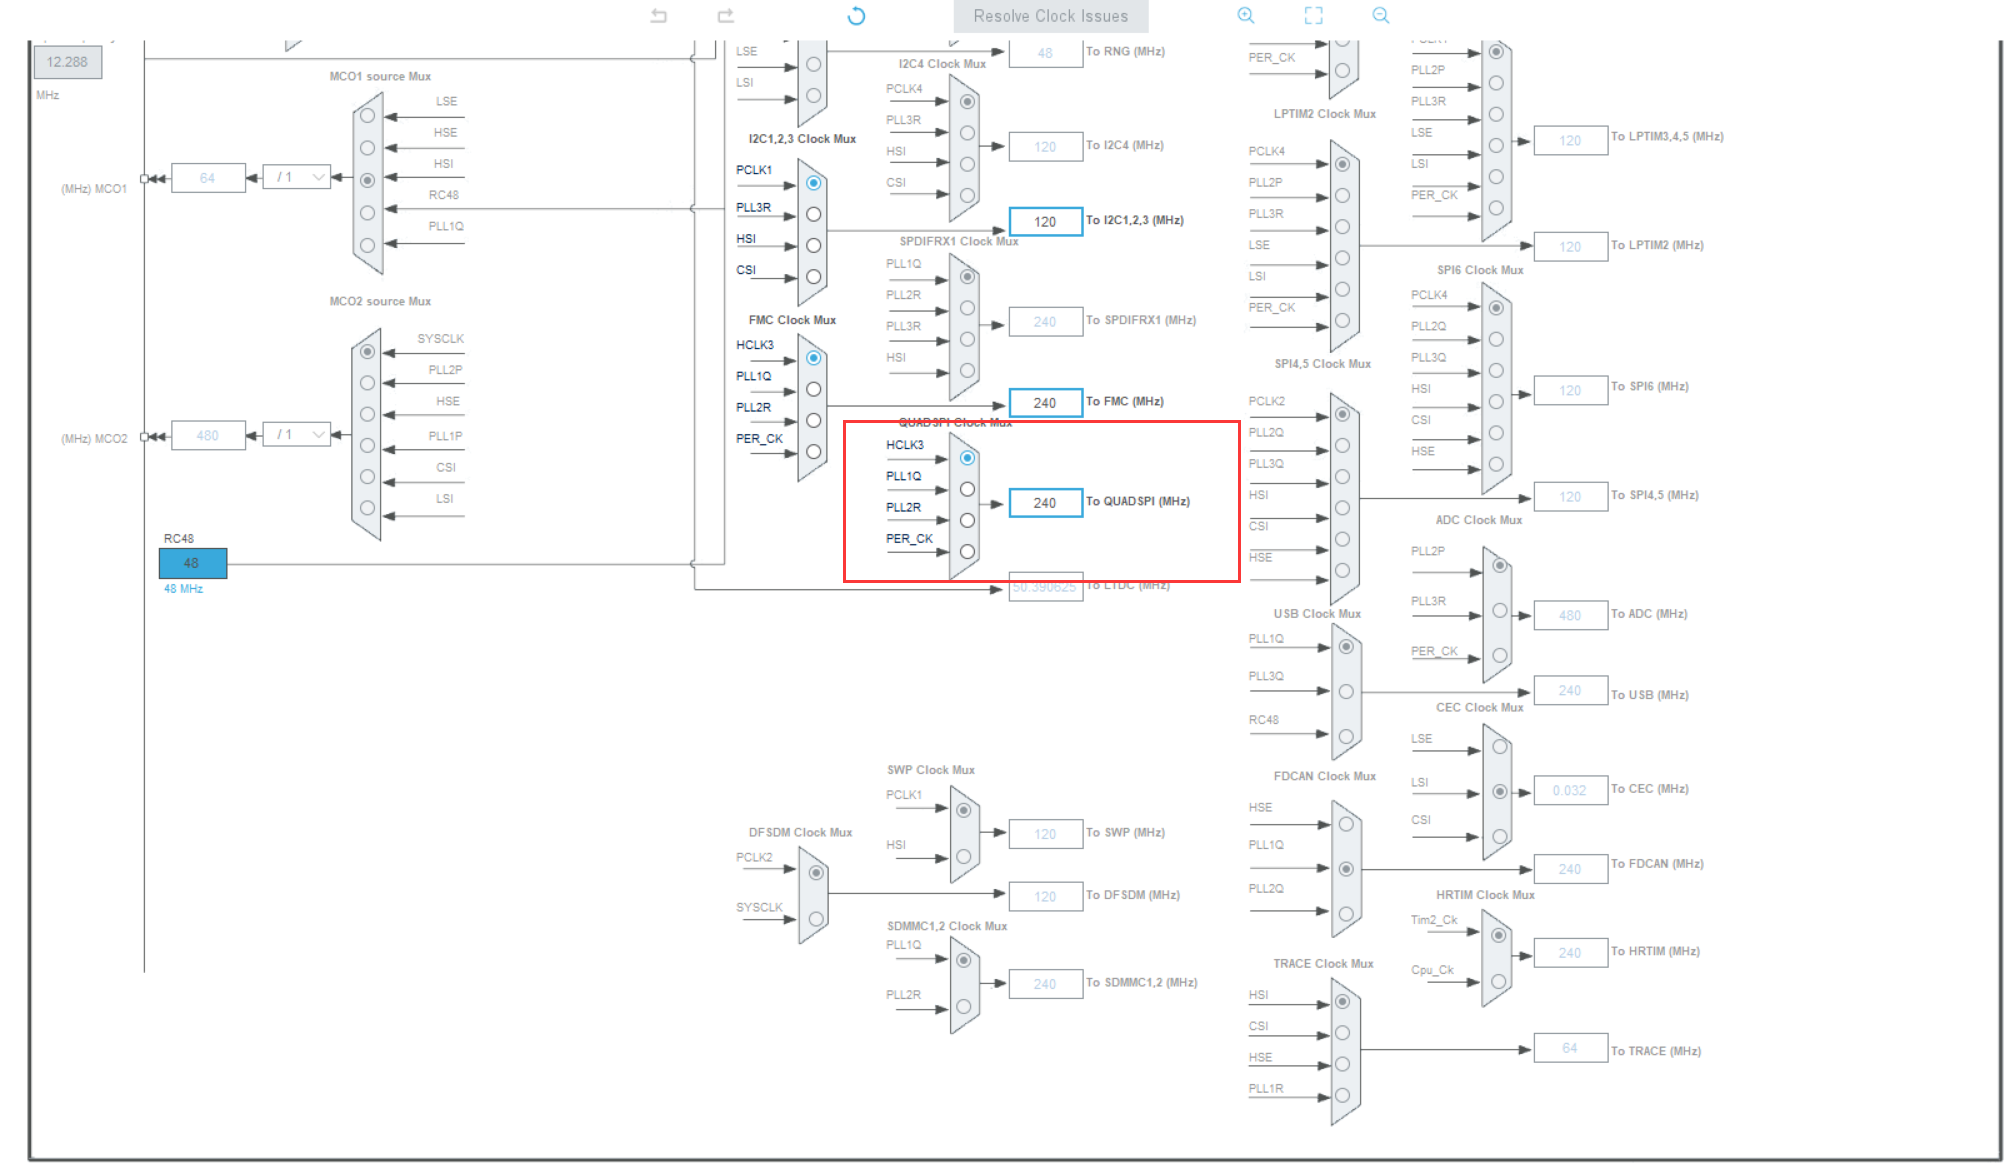 Resolve Clock Issues
12.288
MHz
MCO1 source Mux
LSE
HSE
HSI
RC48
PLL1Q
(MHz) MCO1
64
/ 1
MCO2 source Mux
SYSCLK
PLL2P
HSE
PLL1P
CSI
LSI
(MHz) MCO2
480
/ 1
RC48
48
48 MHz
LSE
LSI
48
To RNG (MHz)
I2C1,2,3 Clock Mux
PCLK1
PLL3R
HSI
CSI
120
To I2C1,2,3 (MHz)
I2C4 Clock Mux
PCLK4
PLL3R
HSI
CSI
120
To I2C4 (MHz)
SPDIFRX1 Clock Mux
PLL1Q
PLL2R
PLL3R
HSI
240
To SPDIFRX1 (MHz)
FMC Clock Mux
HCLK3
PLL1Q
PLL2R
PER_CK
240
To FMC (MHz)
QUADSPI Clock Mux
HCLK3
PLL1Q
PLL2R
PER_CK
240
To QUADSPI (MHz)
50.390625
To LTDC (MHz)
SWP Clock Mux
PCLK1
HSI
120
To SWP (MHz)
DFSDM Clock Mux
PCLK2
SYSCLK
120
To DFSDM (MHz)
SDMMC1,2 Clock Mux
PLL1Q
PLL2R
240
To SDMMC1,2 (MHz)
PER_CK
LPTIM2 Clock Mux
PCLK4
PLL2P
PLL3R
LSE
LSI
PER_CK
120
To LPTIM2 (MHz)
PLL2P
PLL3R
LSE
LSI
PER_CK
120
To LPTIM3,4,5 (MHz)
SPI6 Clock Mux
PCLK4
PLL2Q
PLL3Q
HSI
CSI
HSE
120
To SPI6 (MHz)
SPI4,5 Clock Mux
PCLK2
PLL2Q
PLL3Q
HSI
CSI
HSE
120
To SPI4,5 (MHz)
ADC Clock Mux
PLL2P
PLL3R
PER_CK
480
To ADC (MHz)
USB Clock Mux
PLL1Q
PLL3Q
RC48
240
To USB (MHz)
CEC Clock Mux
LSE
LSI
CSI
0.032
To CEC (MHz)
FDCAN Clock Mux
HSE
PLL1Q
PLL2Q
240
To FDCAN (MHz)
HRTIM Clock Mux
Tim2_Ck
Cpu_Ck
240
To HRTIM (MHz)
TRACE Clock Mux
HSI
CSI
HSE
PLL1R
64
To TRACE (MHz)